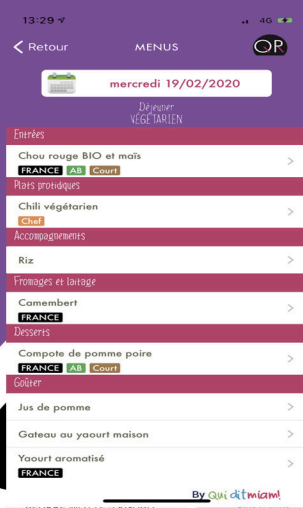 13:29
4G
Retour
MENUS
QR
mercredi 19/02/2020
Déjeuner
VÉGÉTARIEN
Entrées
Chou rouge BIO et maïs
FRANCE AB Court
Plats protidiques
Chili végétarien
Chef
Accompagnements
Riz
Fromages et laitage
Camembert
FRANCE
Desserts
Compote de pomme poire
FRANCE AB Court
Goûter
Jus de pomme
Gateau au yaourt maison
Yaourt aromatisé
FRANCE
By Qui dit miam!